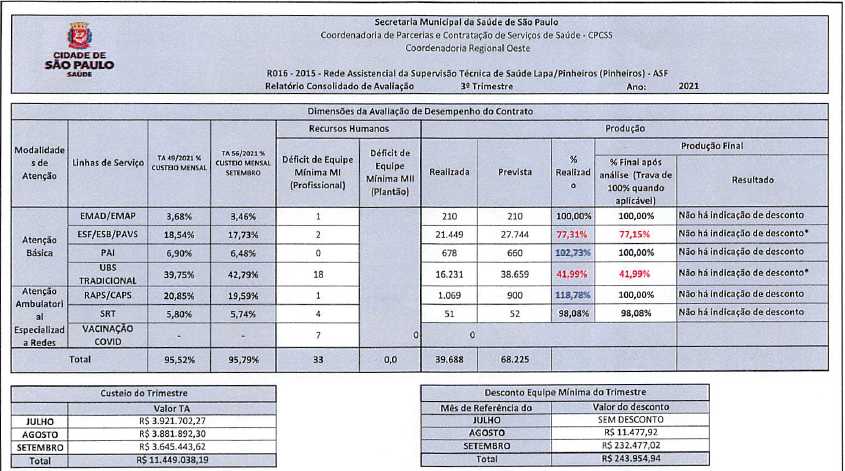 CIDADE DE
SÃO PAULO
SAÚDE
Secretaria Municipal da Saúde de São Paulo
Coordenadoria de Parcerias e Contratação de Serviços de Saúde - CPCSS
Coordenadoria Regional Oeste
R016 - 2015 - Rede Assistencial da Supervisão Técnica de Saúde Lapa/Pinheiros (Pinheiros) - ASF
Relatório Consolidado de Avaliação 3º Trimestre Ano: 2021
Dimensões da Avaliação de Desempenho do Contrato
Modalidade
s de
Atenção
Linhas de Serviço
TA 49/2021 %
CUSTEIO MENSAL
TA 56/2021 %
CUSTEIO MENSAL
SETEMBRO
Recursos Humanos
Déficit de Equipe
Mínima MI
(Profissional)
Déficit de
Equipe
Mínima MII
(Plantão)
Produção
Realizada
Prevista
%
Realizad
o
Produção Final
% Final após
análise (Trava de
100% quando
aplicável)
Resultado
Atenção
Básica
EMAD/EMAP 3,68% 3,46% 1 210 210 100,00% 100,00% Não há indicação de desconto
ESF/ESB/PAVS 18,54% 17,73% 2 21.449 27.744 77,31% 77,15% Não há indicação de desconto*
PAI 6,90% 6,48% 0 678 660 102,73% 100,00% Não há indicação de desconto
UBS
TRADICIONAL 39,75% 42,79% 18 16.231 38.659 41,99% 41,99% Não há indicação de desconto*
Atenção
Ambulatori
al
Especializad
a Redes
RAPS/CAPS 20,85% 19,59% 1 1.069 900 118,78% 100,00% Não há indicação de desconto
SRT 5,80% 5,74% 4 51 52 98,08% 98,08% Não há indicação de desconto
VACINAÇÃO
COVID - - 7 0 0
Total 95,52% 95,79% 33 0,0 39.688 68.225
Custeio do Trimestre
Valor TA
JULHO R$ 3.921.702,27
AGOSTO R$ 3.881.892,30
SETEMBRO R$ 3.645.443,62
Total R$ 11.449.038,19
Desconto Equipe Mínima do Trimestre
Mês de Referência do Valor do desconto
JULHO SEM DESCONTO
AGOSTO R$ 11.477,92
SETEMBRO R$ 232.477,02
Total R$ 243.954,94